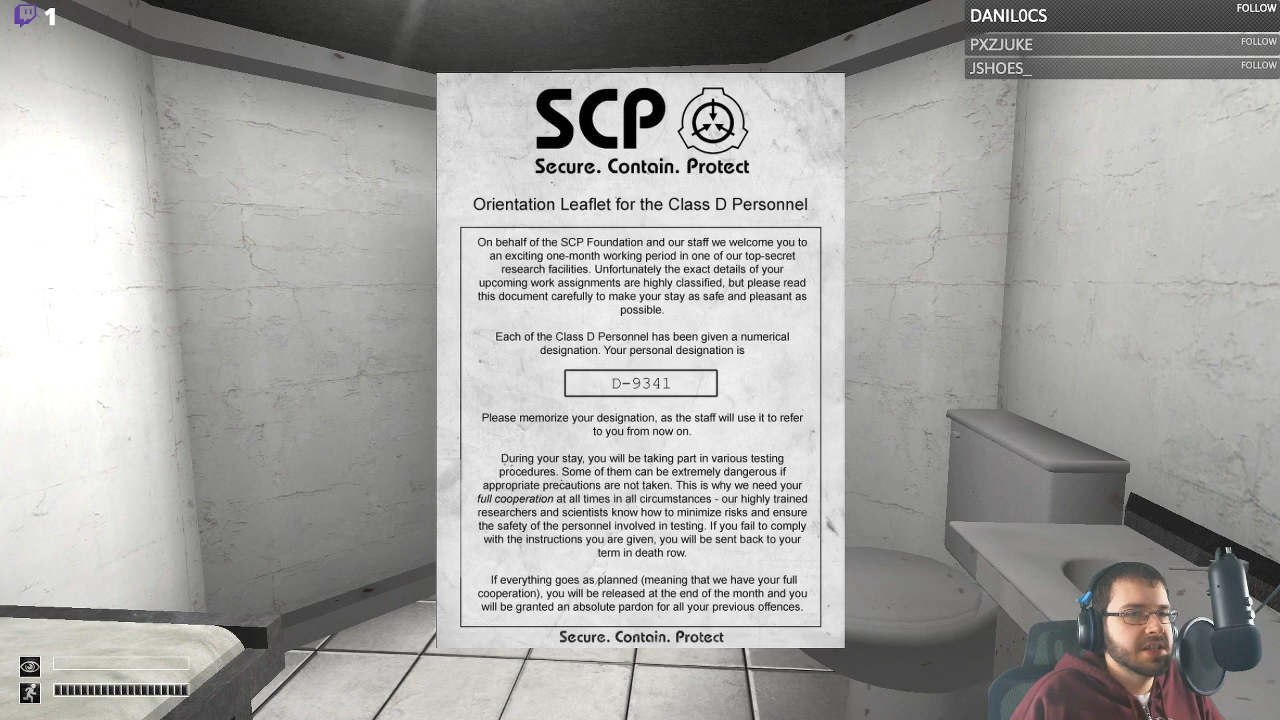 1
DANIL0CS FOLLOW
PXZJUKE FOLLOW
JSHOES_ FOLLOW
SCP
Secure. Contain. Protect
Orientation Leaflet for the Class D Personnel
On behalf of the SCP Foundation and our staff we welcome you to
an exciting one-month working period in one of our top-secret
research facilities. Unfortunately the exact details of your
upcoming work assignments are highly classified, but please read
this document carefully to make your stay as safe and pleasant as
possible.
Each of the Class D Personnel has been given a numerical
designation. Your personal designation is
D-9341
Please memorize your designation, as the staff will use it to refer
to you from now on.
During your stay, you will be taking part in various testing
procedures. Some of them can be extremely dangerous if
appropriate precautions are not taken. This is why we need your
full cooperation at all times in all circumstances - our highly trained
researchers and scientists know how to minimize risks and ensure
the safety of the personnel involved in testing. If you fail to comply
with the instructions you are given, you will be sent back to your
term in death row.
If everything goes as planned (meaning that we have your full
cooperation), you will be released at the end of the month and you
will be granted an absolute pardon for all your previous offences.
Secure. Contain. Protect